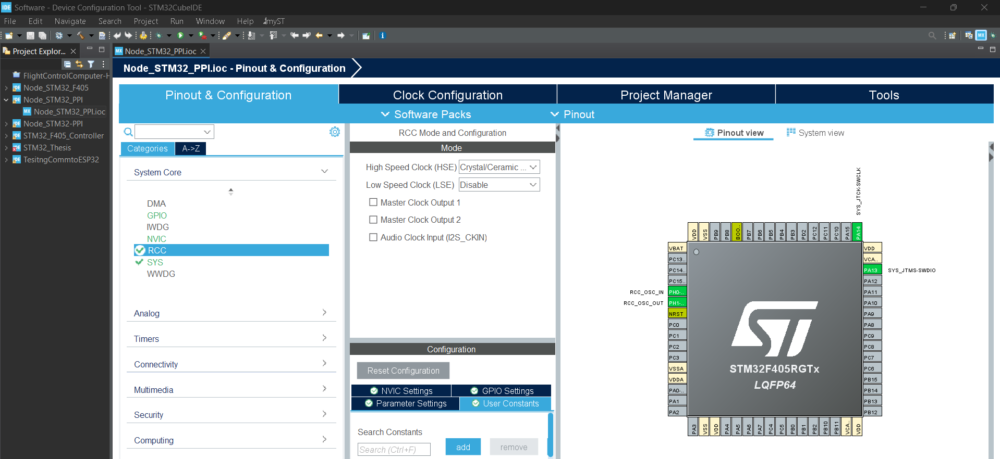 IDE Software - Device Configuration Tool - STM32CubeIDE
File Edit Navigate Search Project Run Window Help myST
Project Explor...
MX Node_STM32_PPI.ioc
FlightControlComputer-H
Node_STM32_F405
Node_STM32_PPI
MX Node_STM32_PPI.ioc
Node_STM32-PPI
STM32_F405_Controller
STM32_Thesis
TesitngCommtoESP32
Node_STM32_PPI.ioc - Pinout & Configuration
Pinout & Configuration
Clock Configuration
Project Manager
Tools
Software Packs
Pinout
Categories
A->Z
System Core
DMA
GPIO
IWDG
NVIC
RCC
SYS
WWDG
Analog
Timers
Connectivity
Multimedia
Security
Computing
RCC Mode and Configuration
Mode
High Speed Clock (HSE) Crystal/Ceramic ...
Low Speed Clock (LSE) Disable
Master Clock Output 1
Master Clock Output 2
Audio Clock Input (I2S_CKIN)
Configuration
Reset Configuration
NVIC Settings
GPIO Settings
Parameter Settings
User Constants
Search Constants
Search (Ctrl+F)
add
remove
Pinout view
System view
SYS_JTCK-SWCLK
VDD
VSS
PB9
PB8
BOO..
PB7
PB6
PB5
PB4
PB3
PD2
PC12
PC11
PC10
PA15
PA14
VBAT
PC13..
PC14..
PC15..
RCC_OSC_IN PH0-..
RCC_OSC_OUT PH1-..
NRST
PC0
PC1
PC2
PC3
VSSA
VDDA
PA0-..
PA1
PA2
STM32F405RGTx
LQFP64
VDD
VCA..
PA13 SYS_JTMS-SWDIO
PA12
PA11
PA10
PA9
PA8
PC9
PC8
PC7
PC6
PB15
PB14
PB13
PB12
PA3
VSS
VDD
PA4
PA5
PA6
PA7
PC4
PC5
PB0
PB1
PB2
PB10
PB11
VCA..
VDD